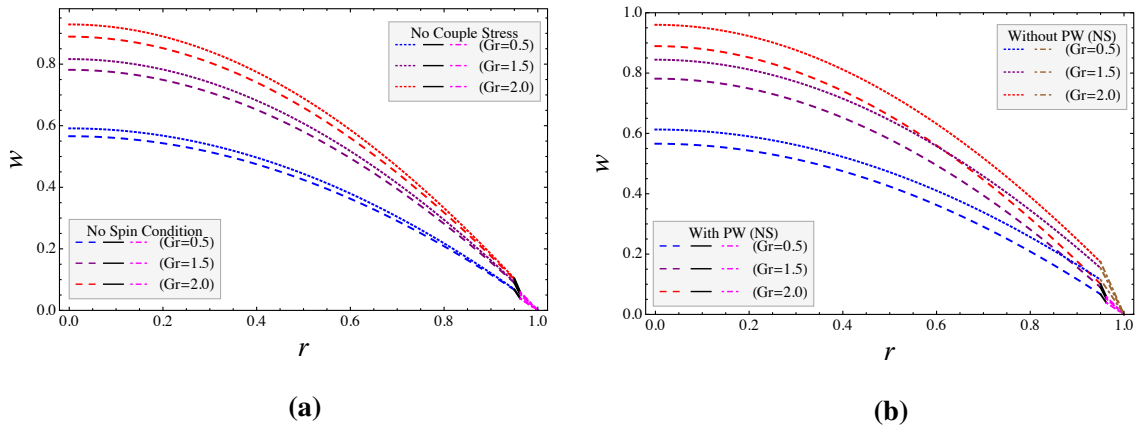 No Couple Stress
(Gr=0.5)
(Gr=1.5)
(Gr=2.0)
No Spin Condition
(Gr=0.5)
(Gr=1.5)
(Gr=2.0)
w
0.8
0.6
0.4
0.2
0.0
0.0 0.2 0.4 0.6 0.8 1.0
r
(a)
Without PW (NS)
(Gr=0.5)
(Gr=1.5)
(Gr=2.0)
With PW (NS)
(Gr=0.5)
(Gr=1.5)
(Gr=2.0)
w
1.0
0.8
0.6
0.4
0.2
0.0
0.0 0.2 0.4 0.6 0.8 1.0
r
(b)